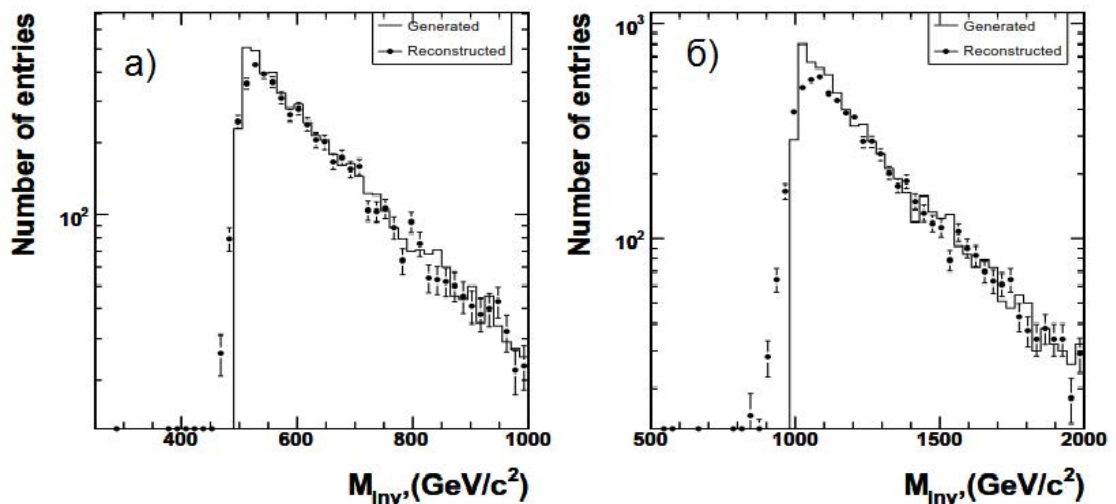 Number of entries
a)
Generated
Reconstructed
10²
400
600
800
1000
M_inv, (GeV/c²)
Number of entries
б)
Generated
Reconstructed
10³
10²
500
1000
1500
2000
M_inv, (GeV/c²)